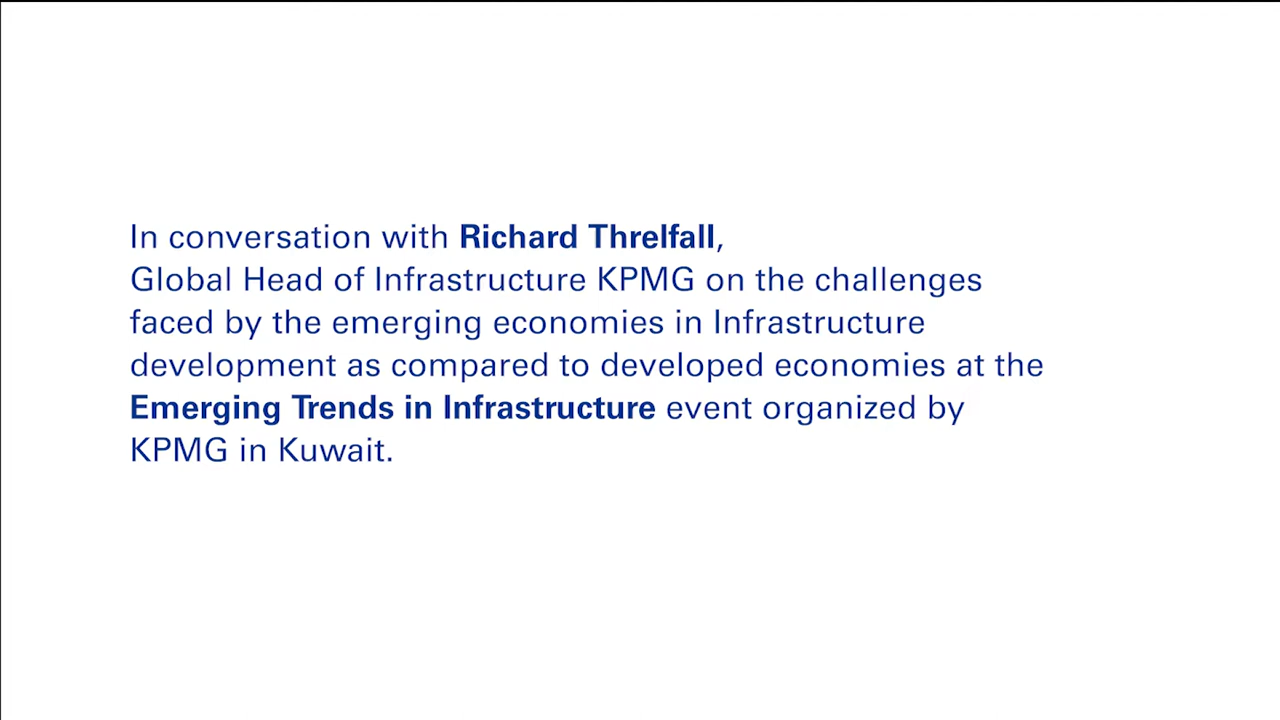 In conversation with Richard Threlfall,
Global Head of Infrastructure KPMG on the challenges
faced by the emerging economies in Infrastructure
development as compared to developed economies at the
Emerging Trends in Infrastructure event organized by
KPMG in Kuwait.